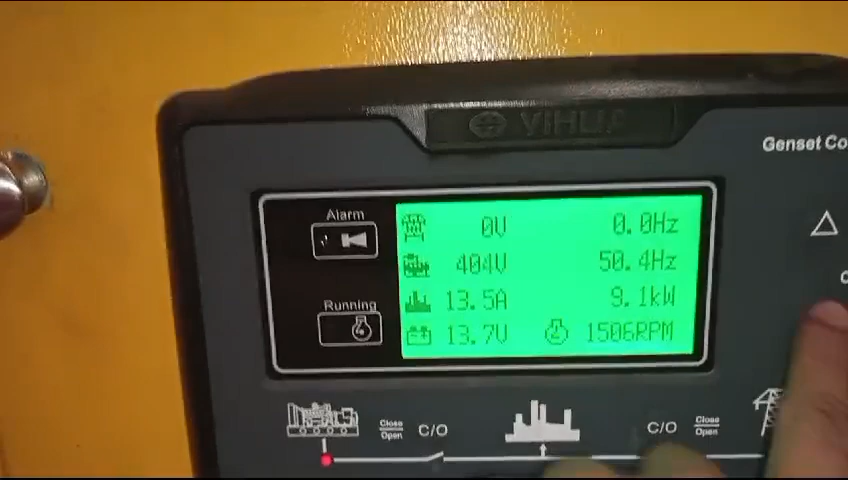 YIHUA
Genset Co
Alarm
0V 0.0Hz
404V 50.4Hz
Running
13.5A 9.1kW
13.7V 1506RPM
Close
Open
C/O
C/O
Close
Open